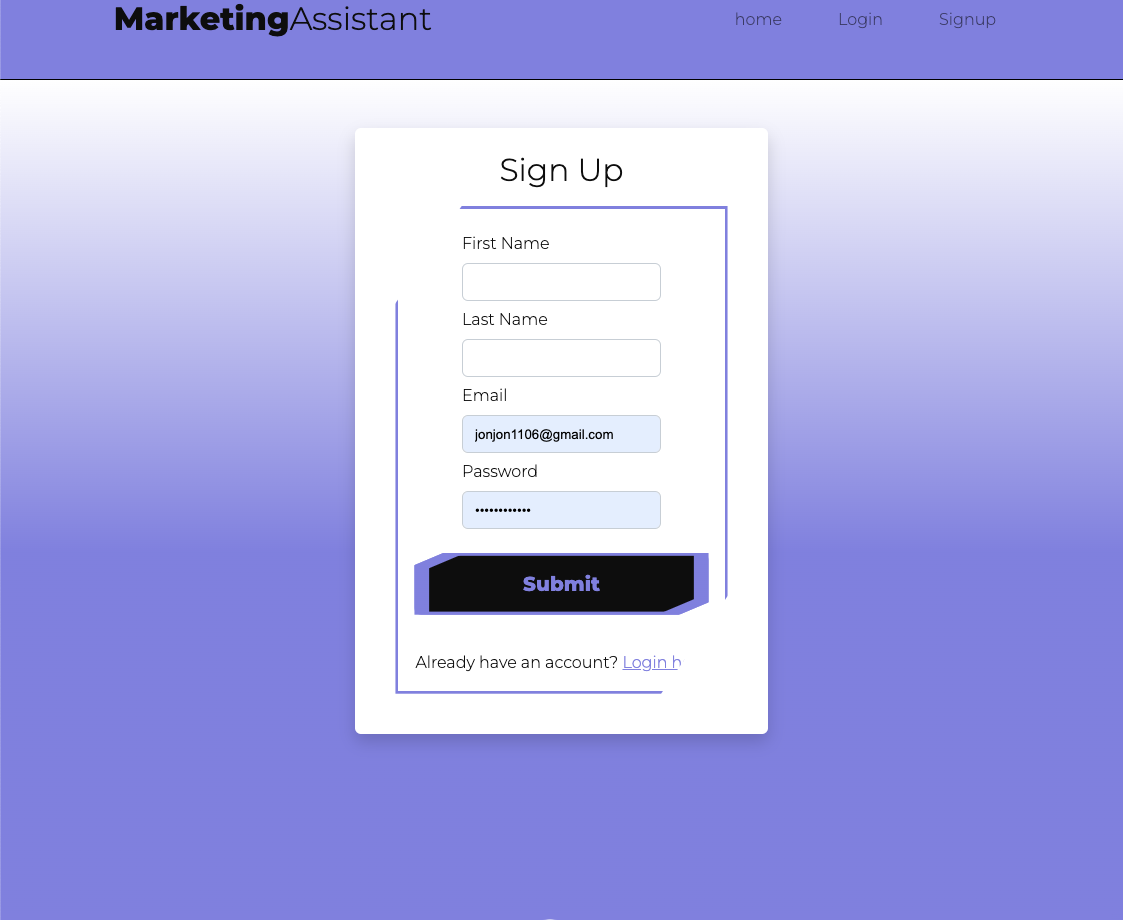 MarketingAssistant
home
Login
Signup
Sign Up
First Name
Last Name
Email
jonjon1106@gmail.com
Password
••••••••••••
Submit
Already have an account? Login h